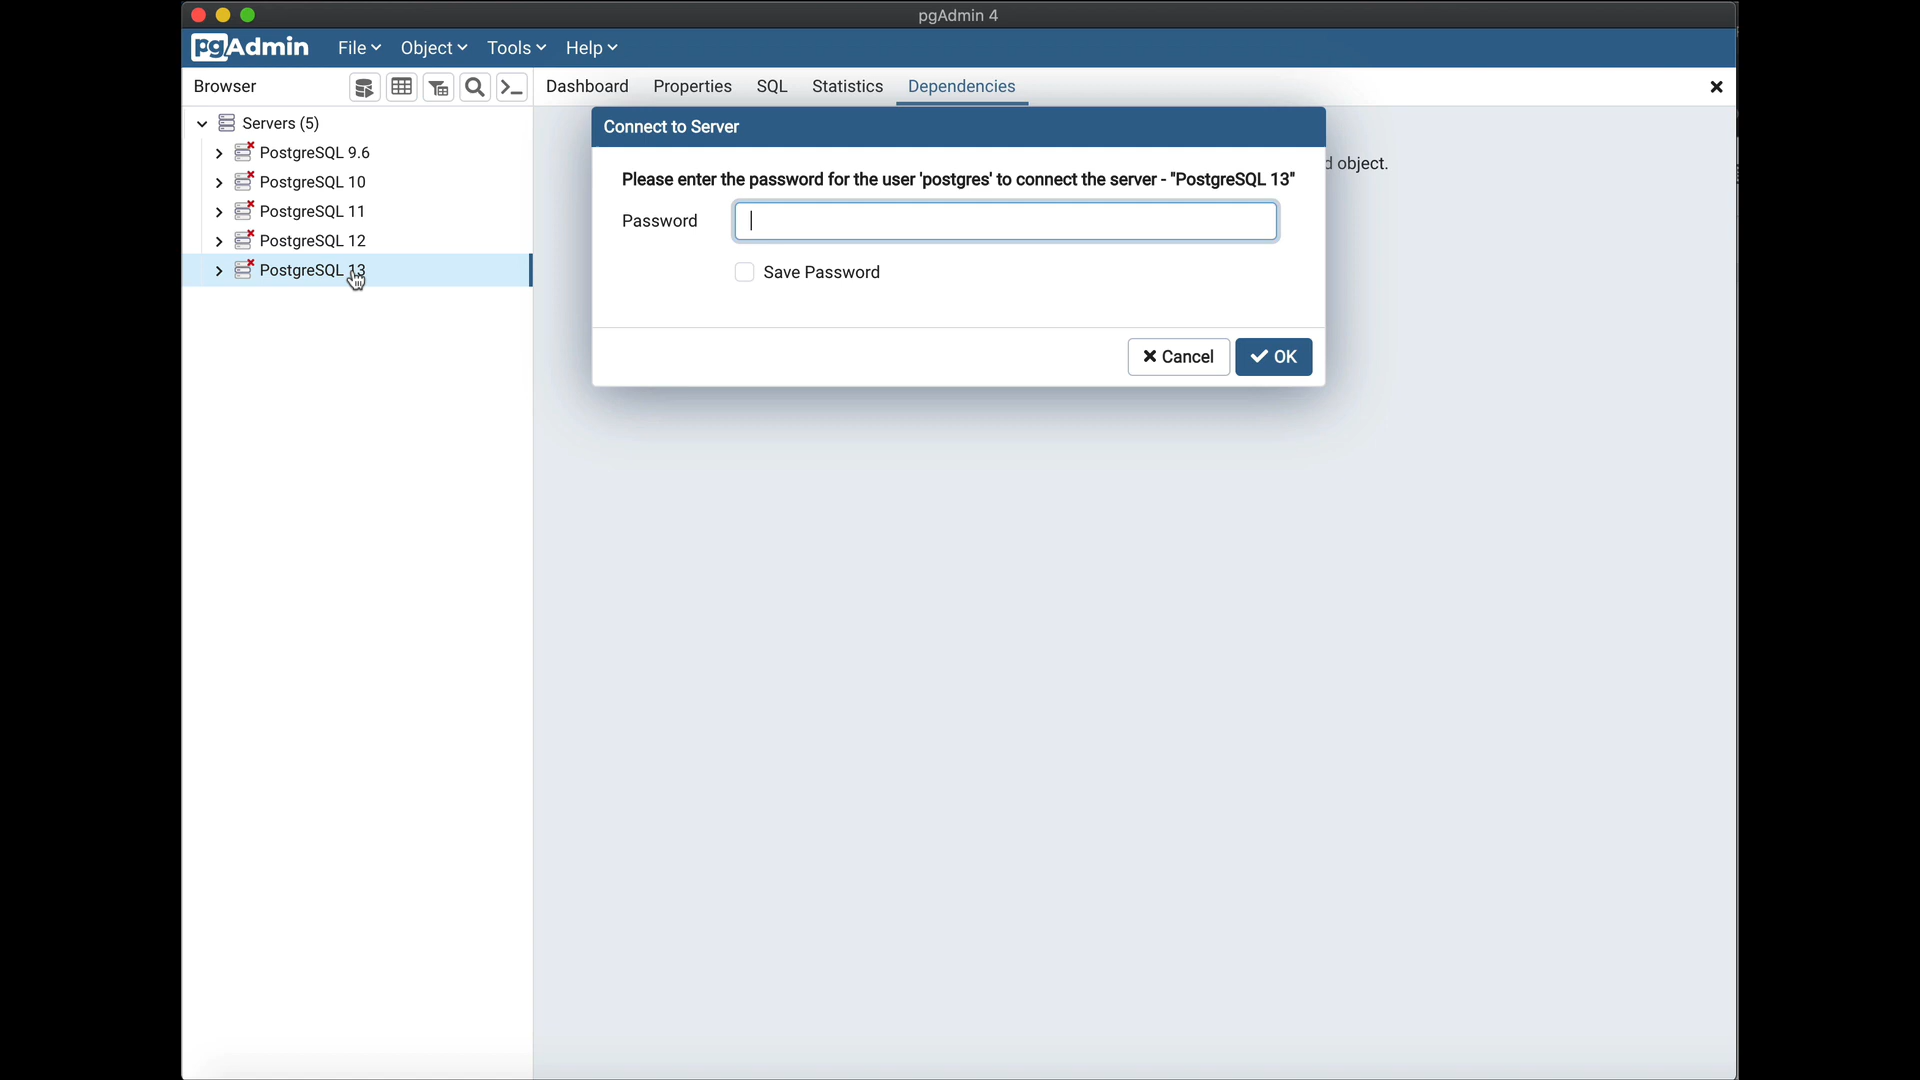 pgAdmin 4
pgAdmin File Object Tools Help
Browser Dashboard Properties SQL Statistics Dependencies
Servers (5)
PostgreSQL 9.6
PostgreSQL 10
PostgreSQL 11
PostgreSQL 12
PostgreSQL 13
Connect to Server
object.
Please enter the password for the user 'postgres' to connect the server - "PostgreSQL 13"
Password
Save Password
Cancel OK